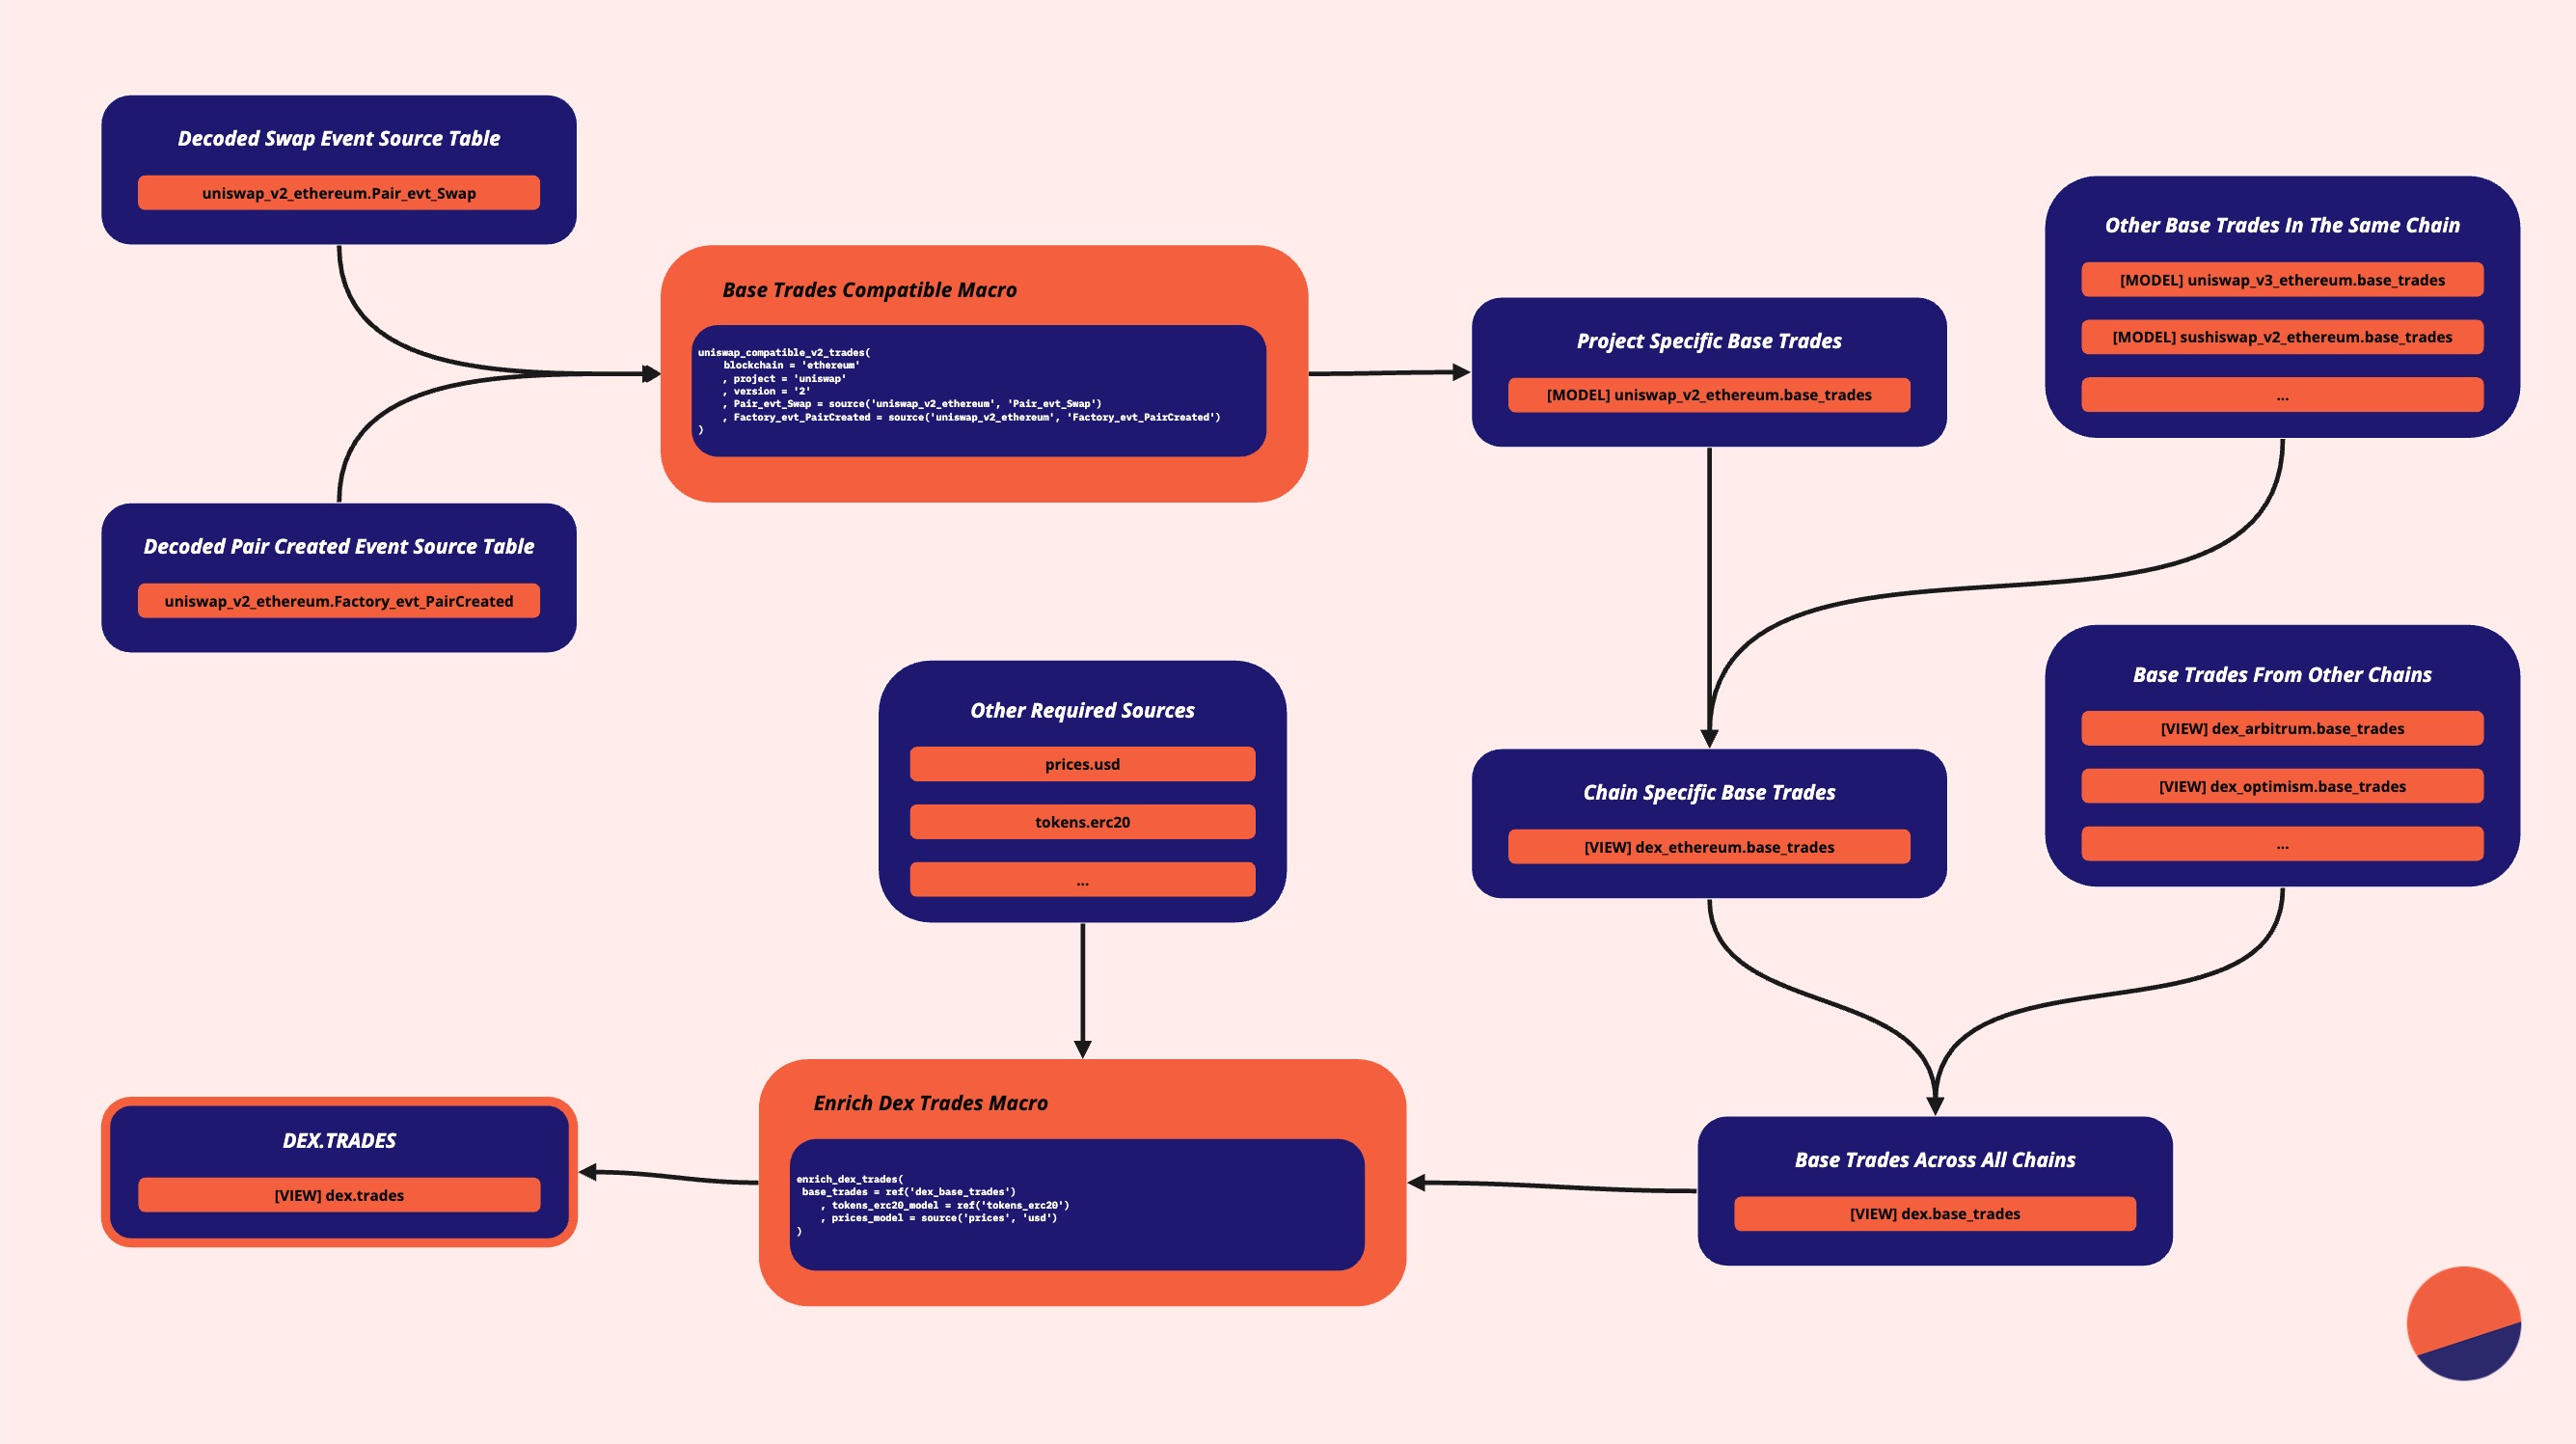 Decoded Swap Event Source Table
uniswap_v2_ethereum.Pair_evt_Swap
Decoded Pair Created Event Source Table
uniswap_v2_ethereum.Factory_evt_PairCreated
Base Trades Compatible Macro
uniswap_compatible_v2_trades(
blockchain = 'ethereum'
, project = 'uniswap'
, version = '2'
, Pair_evt_Swap = source('uniswap_v2_ethereum', 'Pair_evt_Swap')
, Factory_evt_PairCreated = source('uniswap_v2_ethereum', 'Factory_evt_PairCreated')
)
Project Specific Base Trades
[MODEL] uniswap_v2_ethereum.base_trades
Other Base Trades In The Same Chain
[MODEL] uniswap_v3_ethereum.base_trades
[MODEL] sushiswap_v2_ethereum.base_trades
...
Other Required Sources
prices.usd
tokens.erc20
...
Chain Specific Base Trades
[VIEW] dex_ethereum.base_trades
Base Trades From Other Chains
[VIEW] dex_arbitrum.base_trades
[VIEW] dex_optimism.base_trades
...
Base Trades Across All Chains
[VIEW] dex.base_trades
Enrich Dex Trades Macro
enrich_dex_trades(
base_trades = ref('dex_base_trades')
, tokens_erc20_model = ref('tokens_erc20')
, prices_model = source('prices', 'usd')
)
DEX.TRADES
[VIEW] dex.trades